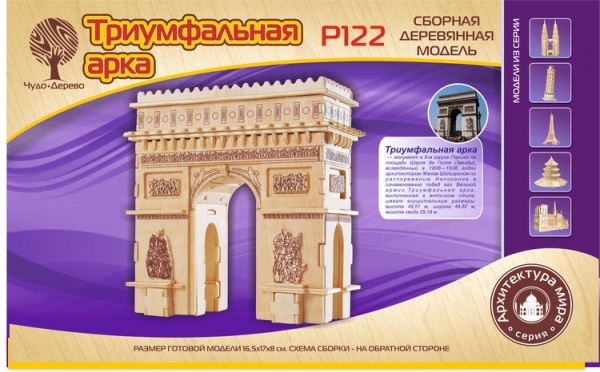 Чудо-Дерево
Триумфальная
арка
P122
СБОРНАЯ
ДЕРЕВЯННАЯ
МОДЕЛЬ
МОДЕЛИ ИЗ СЕРИИ
Триумфальная арка
— монумент в 8-м округе Парижа на
площади Шарля де Голля (Звезды),
возведённый в 1806—1836 годах
архитектором Жаном Шальгреном по
распоряжению Наполеона в
ознаменование побед его Великой
армии. Триумфальная арка,
выполненная в античном стиле,
имеет внушительные размеры:
высота 49,51 м, ширина 44,82 м,
высота свода 29,19 м.
Архитектура мира
• серия •
РАЗМЕР ГОТОВОЙ МОДЕЛИ 16,5х17х8 см. СХЕМА СБОРКИ - НА ОБРАТНОЙ СТОРОНЕ